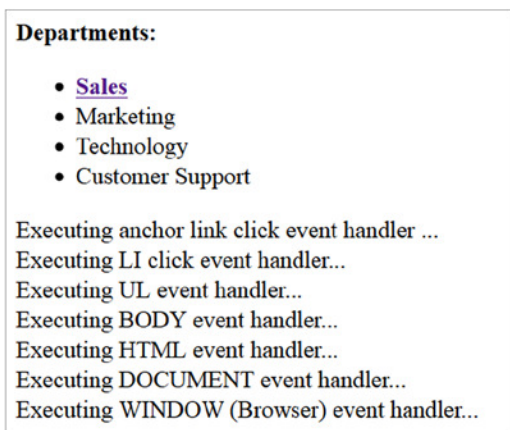 Departments:
Sales
Marketing
Technology
Customer Support
Executing anchor link click event handler ...
Executing LI click event handler...
Executing UL event handler...
Executing BODY event handler...
Executing HTML event handler...
Executing DOCUMENT event handler...
Executing WINDOW (Browser) event handler...